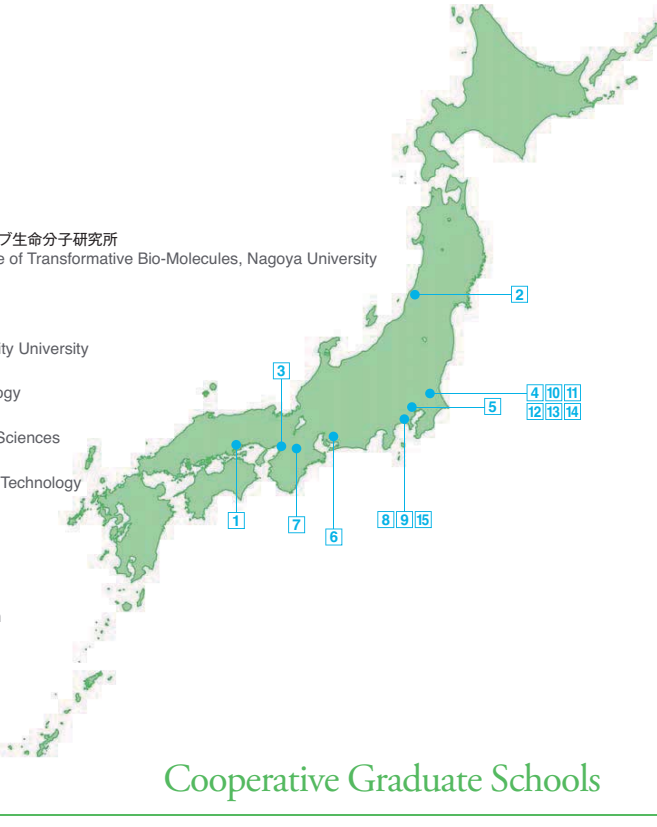 ブ生命分子研究所
e of Transformative Bio-Molecules, Nagoya University
ity University
ogy
Sciences
Technology
2
3
4 10 11
12 13 14
5
1
7
6
8 9 15
Cooperative Graduate Schools